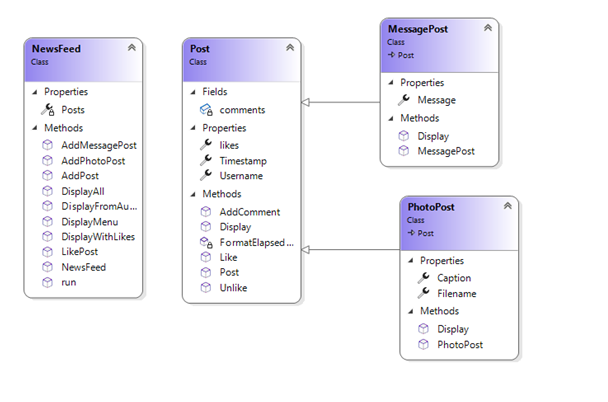 NewsFeed
Class
Properties
Posts
Methods
AddMessagePost
AddPhotoPost
AddPost
DisplayAll
DisplayFromAu...
DisplayMenu
DisplayWithLikes
LikePost
NewsFeed
run
Post
Class
Fields
comments
Properties
likes
Timestamp
Username
Methods
AddComment
Display
FormatElapsed...
Like
Post
Unlike
MessagePost
Class
Post
Properties
Message
Methods
Display
MessagePost
PhotoPost
Class
Post
Properties
Caption
Filename
Methods
Display
PhotoPost